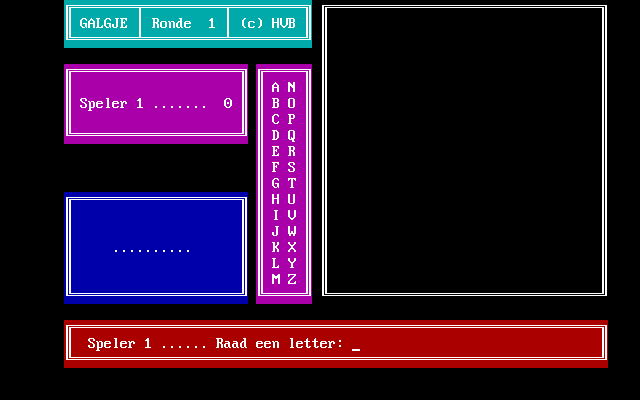 GALGJE Ronde 1 (c) HVB
Speler 1 ....... 0
A N
B O
C P
D Q
E R
F S
G T
H U
I V
J W
K X
L Y
M Z
..........
Speler 1 ...... Raad een letter: _